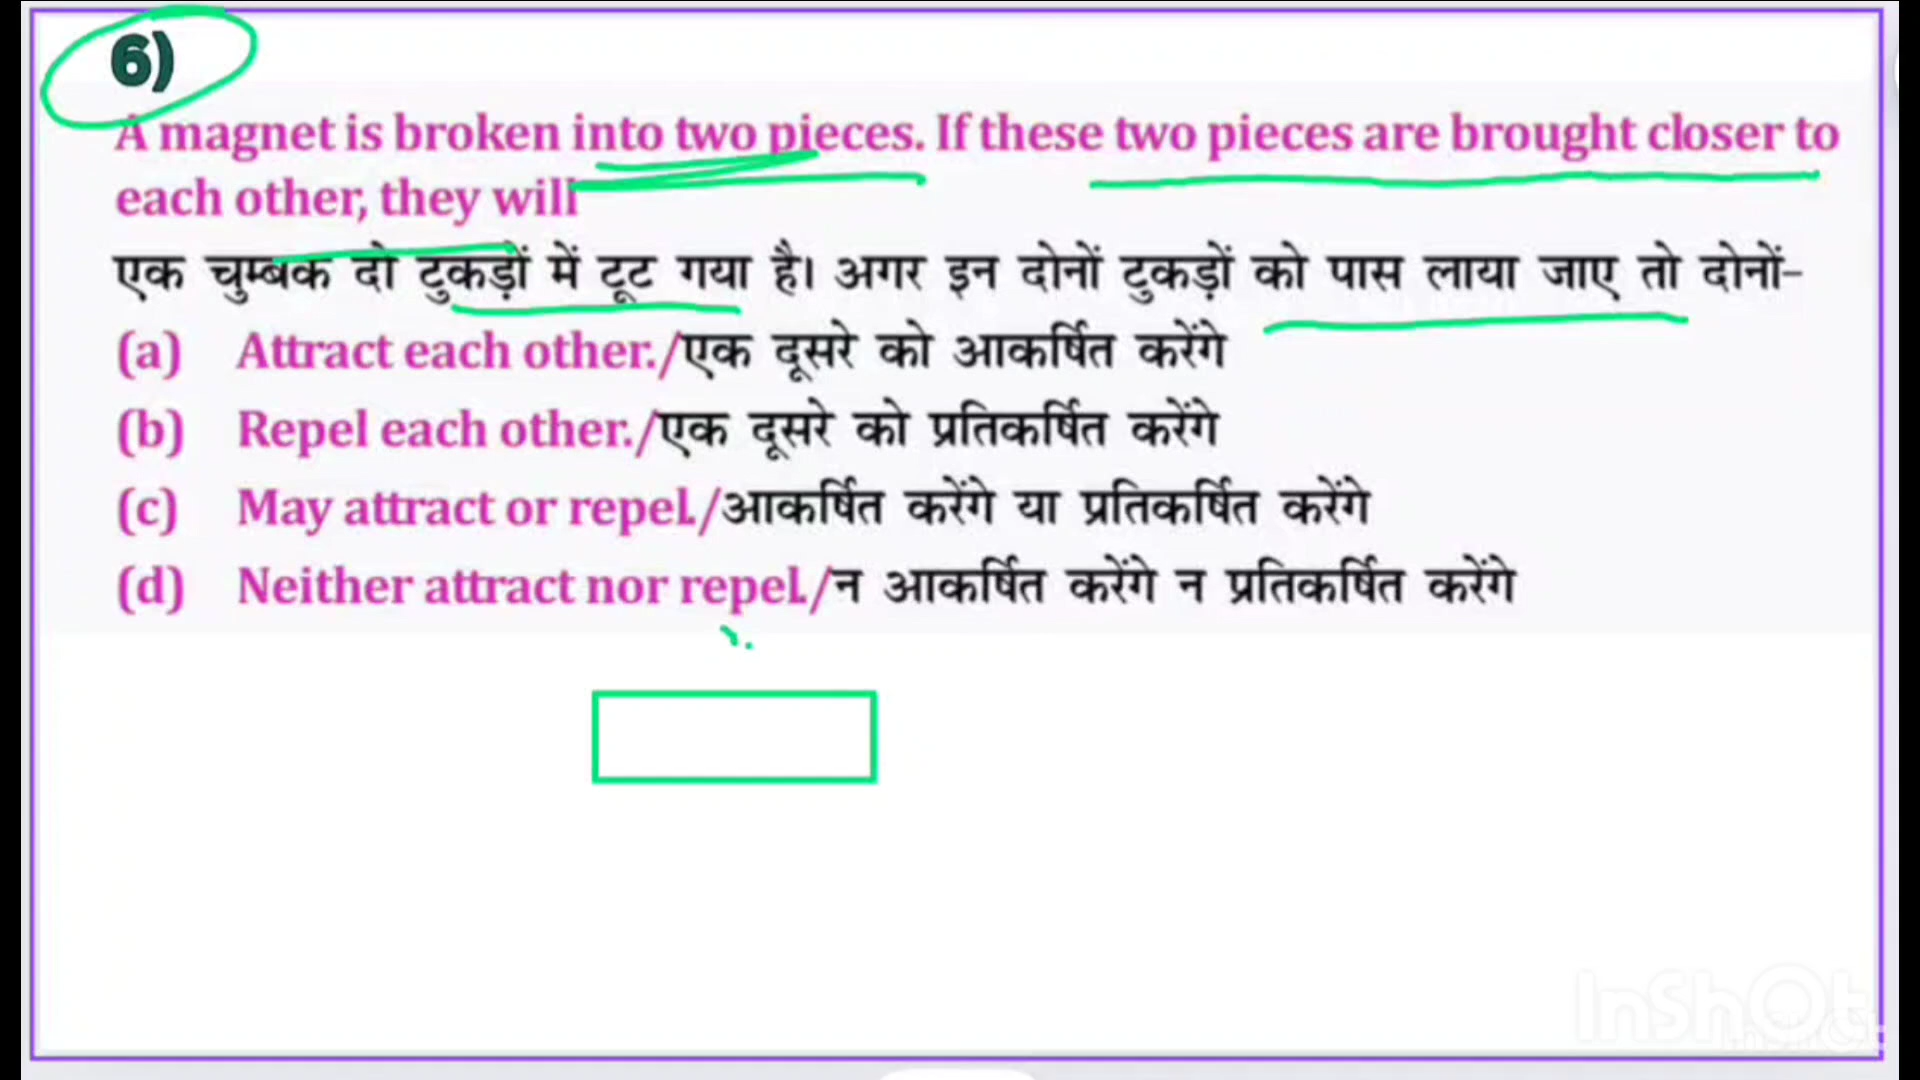 6)
A magnet is broken into two pieces. If these two pieces are brought closer to
each other, they will
एक चुम्बक दो टुकड़ों में टूट गया है। अगर इन दोनों टुकड़ों को पास लाया जाए तो दोनों-
(a) Attract each other./एक दूसरे को आकर्षित करेंगे
(b) Repel each other./एक दूसरे को प्रतिकर्षित करेंगे
(c) May attract or repel./आकर्षित करेंगे या प्रतिकर्षित करेंगे
(d) Neither attract nor repel./न आकर्षित करेंगे न प्रतिकर्षित करेंगे
InShOt